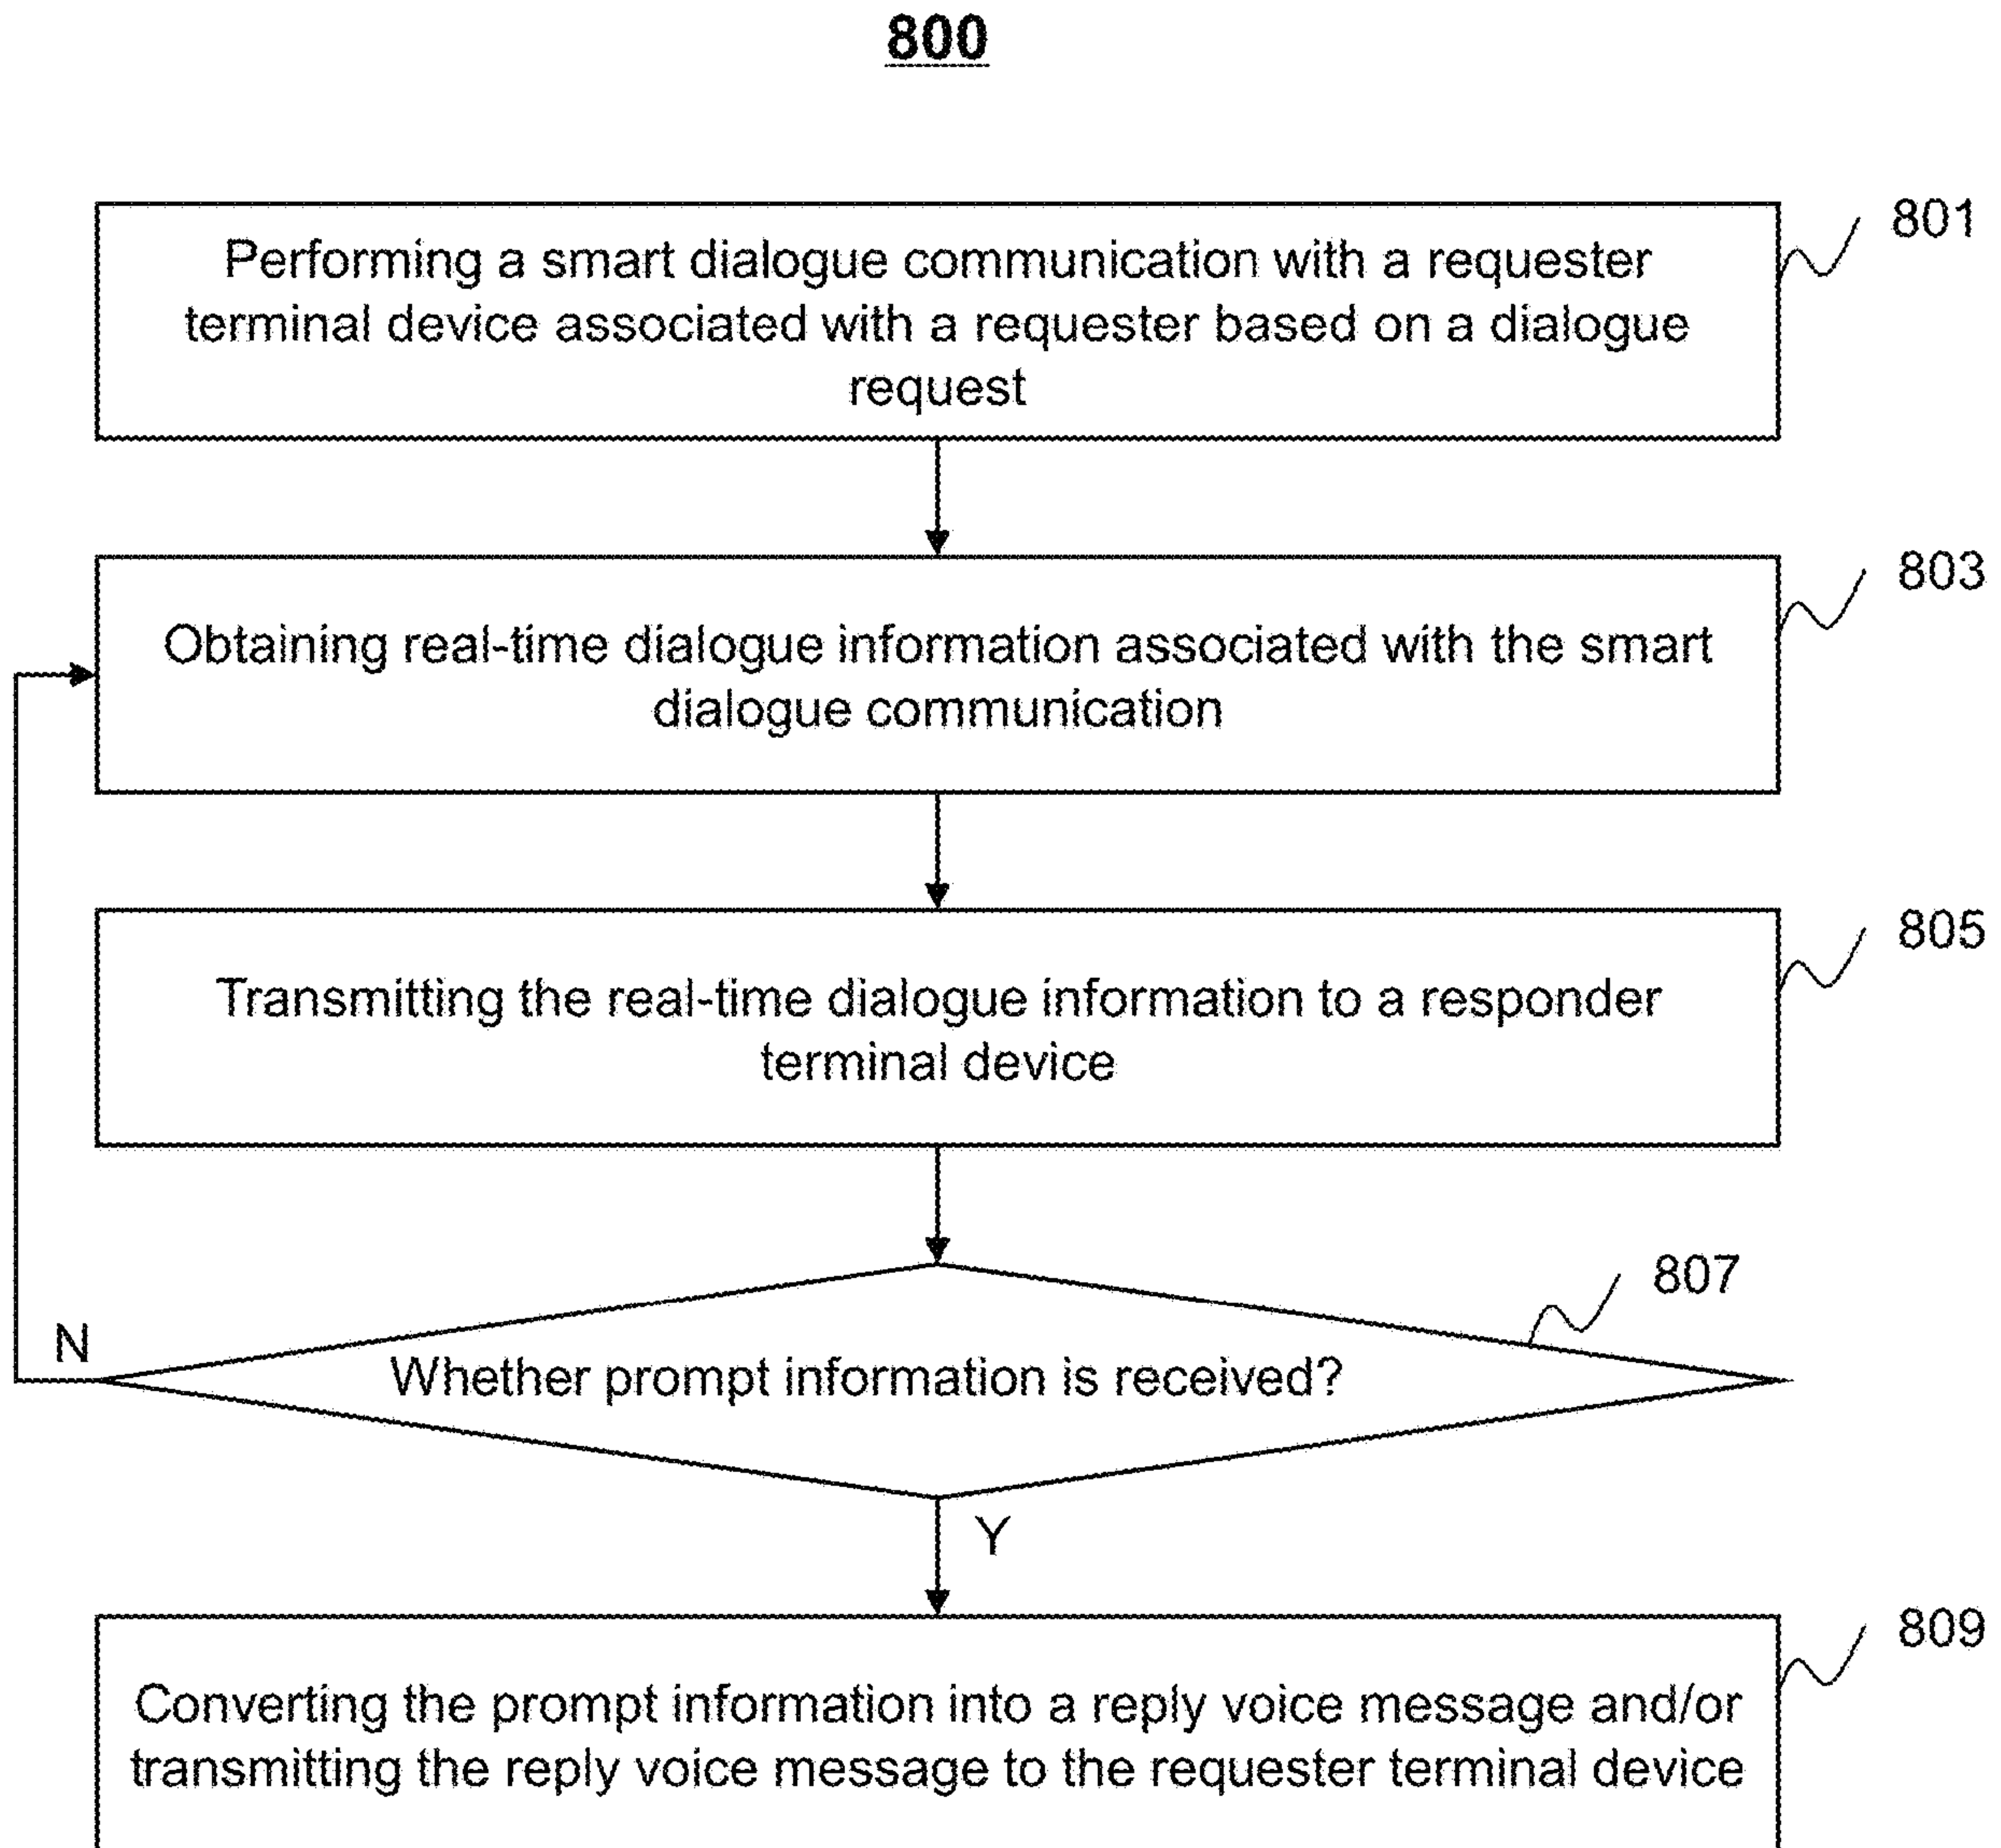 800
801
Performing a smart dialogue communication with a requester
terminal device associated with a requester based on a dialogue
request
803
Obtaining real-time dialogue information associated with the smart
dialogue communication
805
Transmitting the real-time dialogue information to a responder
terminal device
807
N
Whether prompt information is received?
Y
809
Converting the prompt information into a reply voice message and/or
transmitting the reply voice message to the requester terminal device